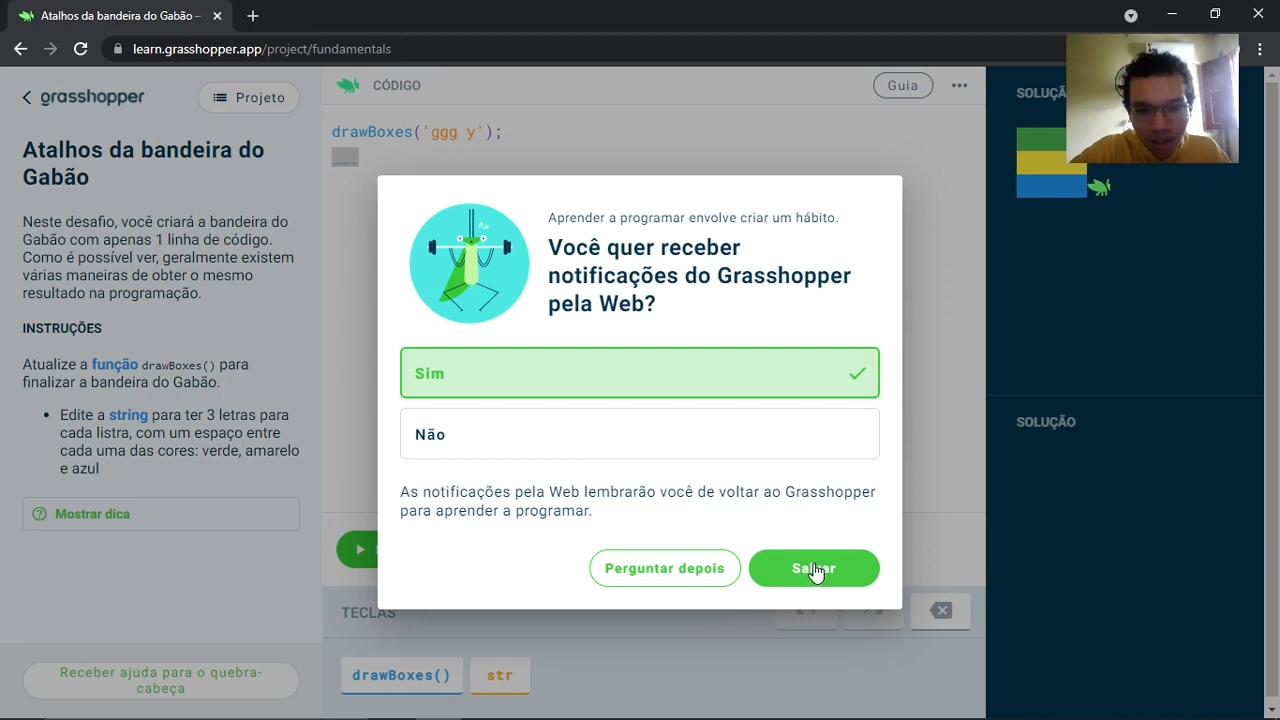 Atalhos da bandeira do Gabão –
learn.grasshopper.app/project/fundamentals
grasshopper
Projeto
Atalhos da bandeira do
Gabão
Neste desafio, você criará a bandeira do
Gabão com apenas 1 linha de código.
Como é possível ver, geralmente existem
várias maneiras de obter o mesmo
resultado na programação.
INSTRUÇÕES
Atualize a função drawBoxes() para
finalizar a bandeira do Gabão.
• Edite a string para ter 3 letras para
cada listra, com um espaço entre
cada uma das cores: verde, amarelo
e azul
Mostrar dica
Receber ajuda para o quebra-
cabeça
CÓDIGO
Guia
drawBoxes('ggg y');
___
Aprender a programar envolve criar um hábito.
Você quer receber
notificações do Grasshopper
pela Web?
Sim
Não
As notificações pela Web lembrarão você de voltar ao Grasshopper
para aprender a programar.
Perguntar depois
TECLAS
drawBoxes()
str
SOLUÇÃO